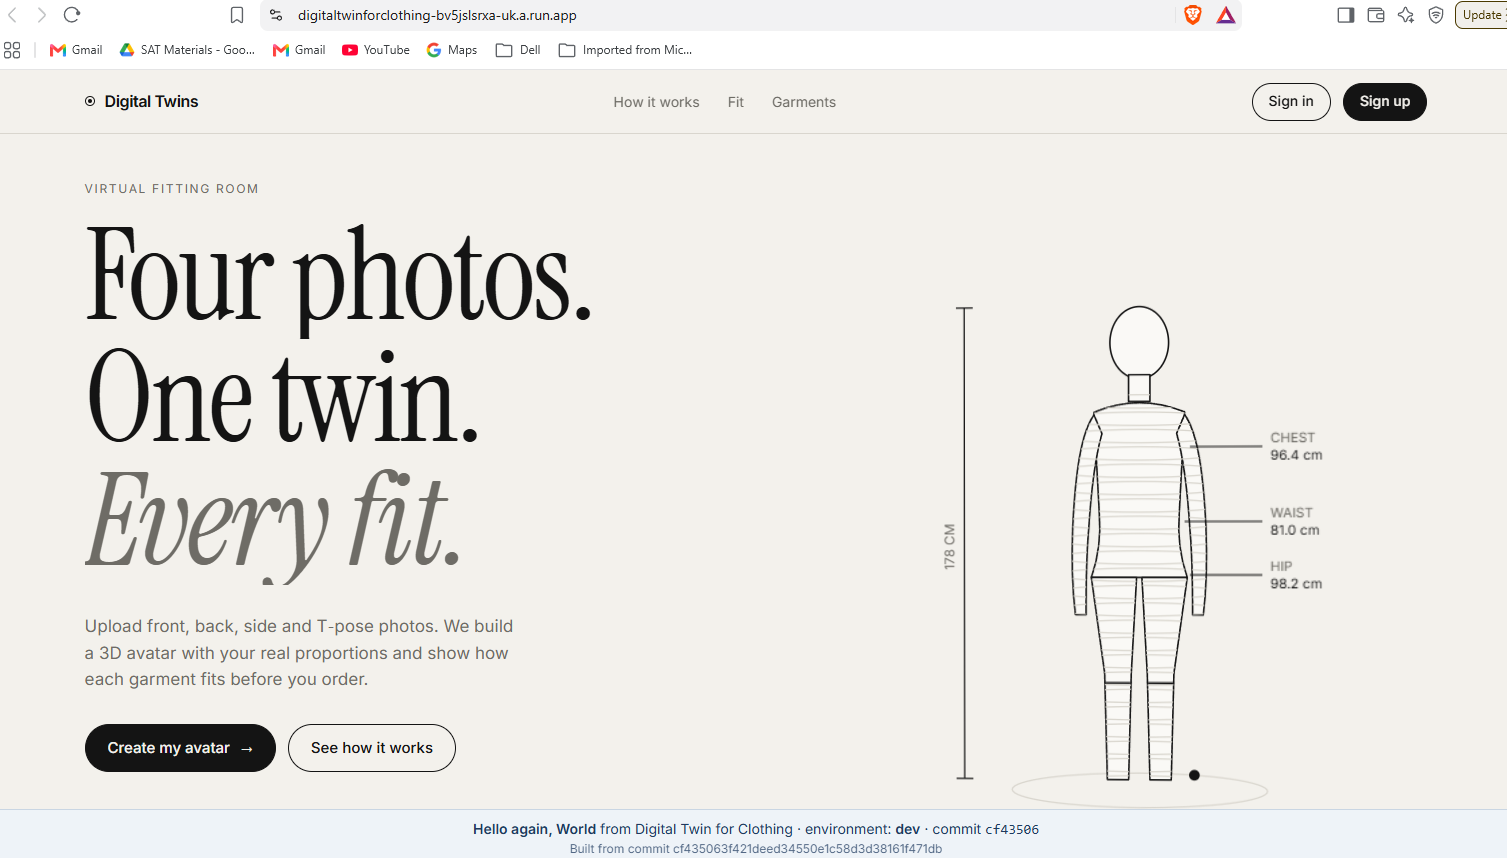 digitaltwinforclothing-bv5jslsrxa-uk.a.run.app
Update
Gmail
SAT Materials - Goo...
Gmail
YouTube
Maps
Dell
Imported from Mic...
Digital Twins
How it works
Fit
Garments
Sign in
Sign up
VIRTUAL FITTING ROOM
Four photos.
One twin.
Every fit.
Upload front, back, side and T-pose photos. We build
a 3D avatar with your real proportions and show how
each garment fits before you order.
Create my avatar →
See how it works
178 CM
CHEST
96.4 cm
WAIST
81.0 cm
HIP
98.2 cm
Hello again, World from Digital Twin for Clothing · environment: dev · commit cf43506
Built from commit cf435063f421deed34550e1c58d3d38161f471db